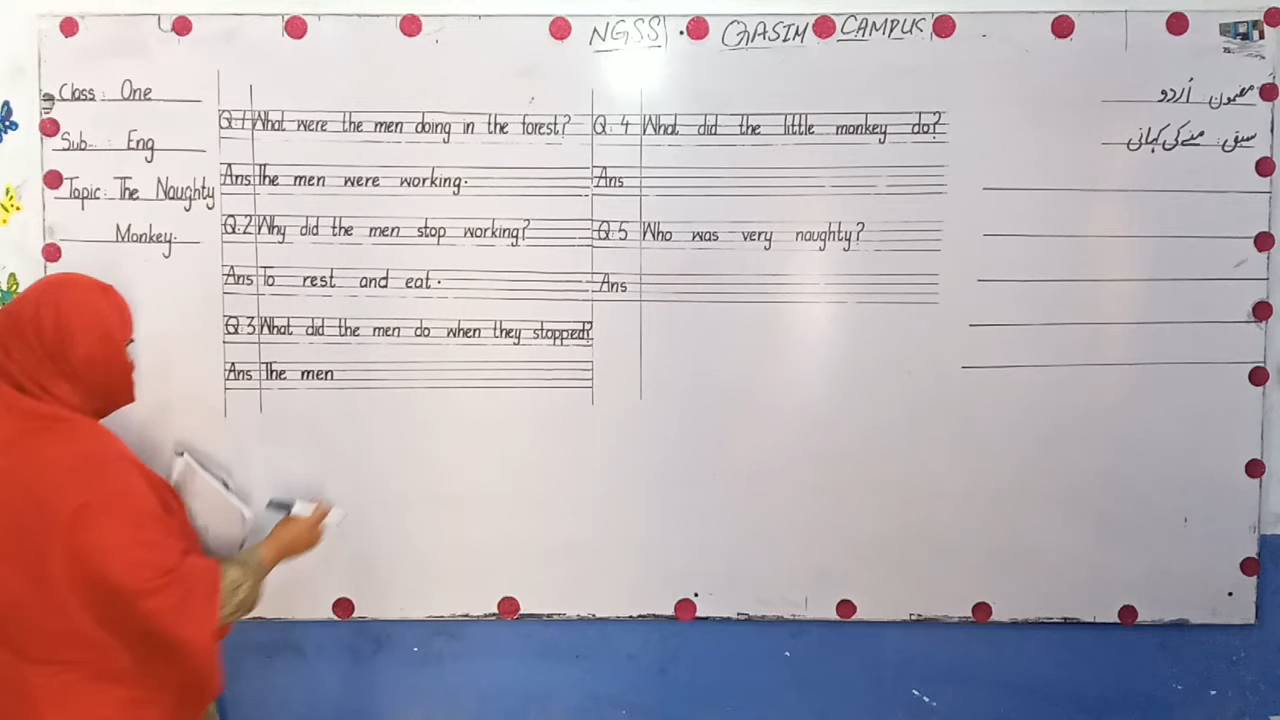 NGSS . QASIM CAMPUS
Class: One
Sub: Eng
Topic: The Naughty
Monkey.
Q.1 What were the men doing in the forest?
Ans The men were working.
Q.2 Why did the men stop working?
Ans To rest and eat.
Q.3 What did the men do when they stopped?
Ans The men
Q.4 What did the little monkey do?
Ans
Q.5 Who was very naughty?
Ans
مضمون: اُردو
سبق: منے کی کہانی